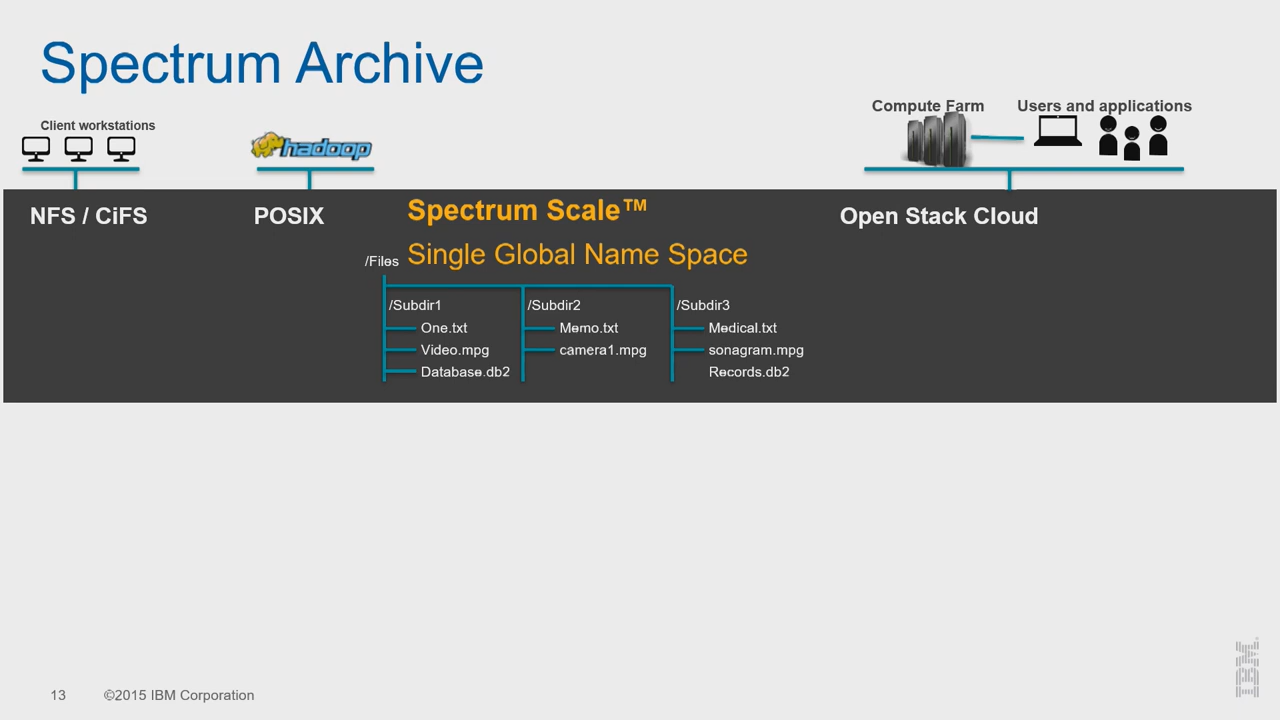 Spectrum Archive
Client workstations
hadoop
Compute Farm
Users and applications
NFS / CiFS
POSIX
Spectrum Scale™
Open Stack Cloud
/Files
Single Global Name Space
/Subdir1
One.txt
Video.mpg
Database.db2
/Subdir2
Memo.txt
camera1.mpg
/Subdir3
Medical.txt
sonagram.mpg
Records.db2
13
©2015 IBM Corporation
IBM